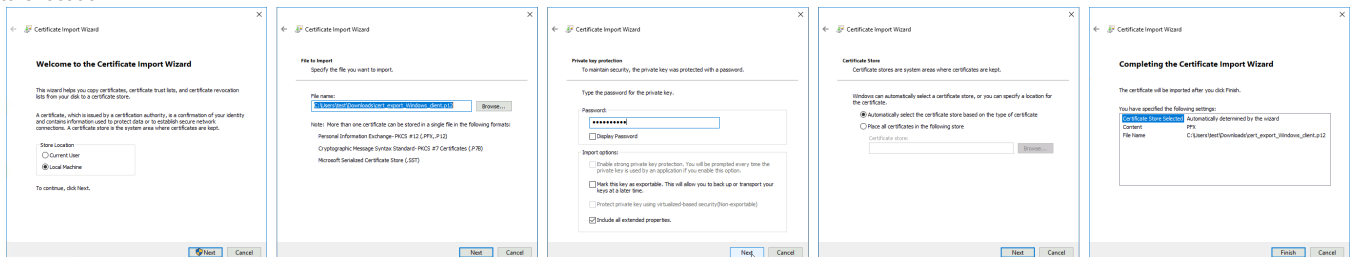 Certificate Import Wizard
Welcome to the Certificate Import Wizard
This wizard helps you copy certificates, certificate trust lists, and certificate revocation
lists from your disk to a certificate store.
A certificate, which is issued by a certification authority, is a confirmation of your identity
and contains information used to protect data or to establish secure network
connections. A certificate store is the system area where certificates are kept.
Store Location
Current User
Local Machine
To continue, click Next.
Next
Cancel
Certificate Import Wizard
File to Import
Specify the file you want to import.
File name:
C:\Users\test\Downloads\cert_export_Windows_client.p12
Browse...
Note: More than one certificate can be stored in a single file in the following formats:
Personal Information Exchange- PKCS #12 (.PFX,.P12)
Cryptographic Message Syntax Standard- PKCS #7 Certificates (.P7B)
Microsoft Serialized Certificate Store (.SST)
Next
Cancel
Certificate Import Wizard
Private key protection
To maintain security, the private key was protected with a password.
Type the password for the private key.
Password:
••••••••••
Display Password
Import options:
Enable strong private key protection. You will be prompted every time the
private key is used by an application if you enable this option.
Mark this key as exportable. This will allow you to back up or transport your
keys at a later time.
Protect private key using virtualized-based security(Non-exportable)
Include all extended properties.
Next
Cancel
Certificate Import Wizard
Certificate Store
Certificate stores are system areas where certificates are kept.
Windows can automatically select a certificate store, or you can specify a location for
the certificate.
Automatically select the certificate store based on the type of certificate
Place all certificates in the following store
Certificate store:
Browse...
Next
Cancel
Certificate Import Wizard
Completing the Certificate Import Wizard
The certificate will be imported after you click Finish.
You have specified the following settings:
Certificate Store Selected Automatically determined by the wizard
Content PFX
File Name C:\Users\test\Downloads\cert_export_Windows_client.p12
Finish
Cancel